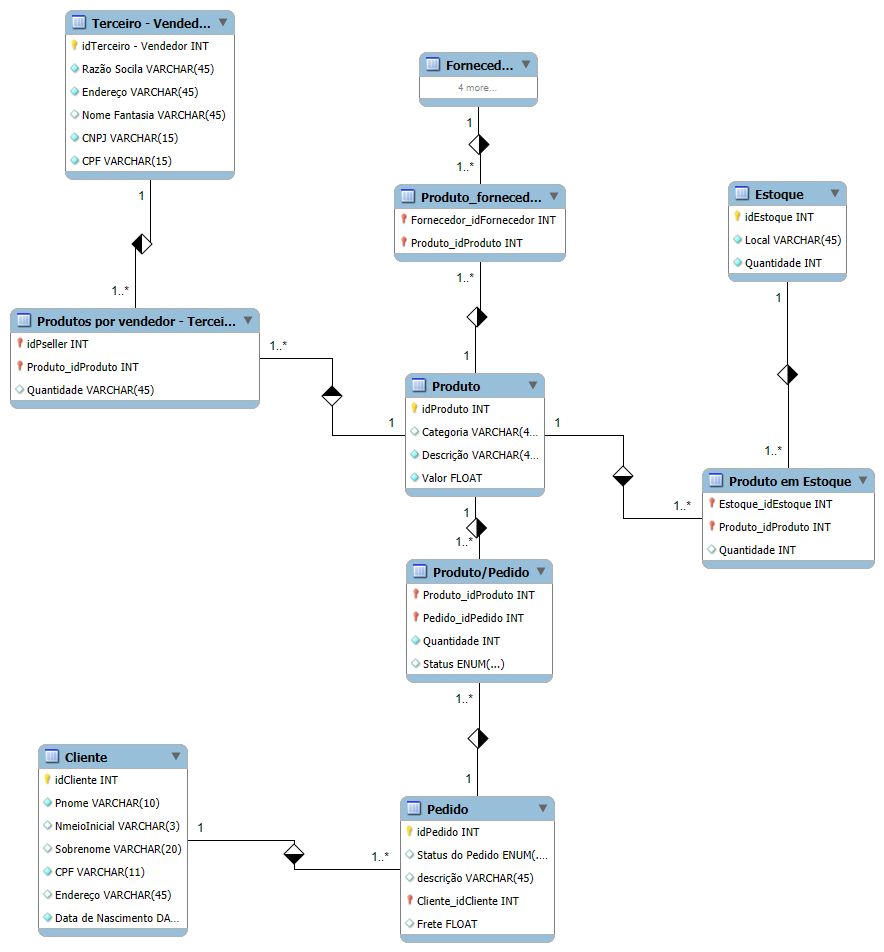 Terceiro - Vended...
idTerceiro - Vendedor INT
Razão Socila VARCHAR(45)
Endereço VARCHAR(45)
Nome Fantasia VARCHAR(45)
CNPJ VARCHAR(15)
CPF VARCHAR(15)
1
1..*
Forneced...
4 more...
1
1..*
Produto_forneced...
Fornecedor_idFornecedor INT
Produto_idProduto INT
1..*
1
Estoque
idEstoque INT
Local VARCHAR(45)
Quantidade INT
1
1..*
Produtos por vendedor - Tercei...
idPseller INT
Produto_idProduto INT
Quantidade VARCHAR(45)
1..*
1
Produto
idProduto INT
Categoria VARCHAR(4...
Descrição VARCHAR(4...
Valor FLOAT
1
1..*
Produto em Estoque
Estoque_idEstoque INT
Produto_idProduto INT
Quantidade INT
1
1..*
Produto/Pedido
Produto_idProduto INT
Pedido_idPedido INT
Quantidade INT
Status ENUM(...)
1..*
1
Cliente
idCliente INT
Pnome VARCHAR(10)
NmeioInicial VARCHAR(3)
Sobrenome VARCHAR(20)
CPF VARCHAR(11)
Endereço VARCHAR(45)
Data de Nascimento DA...
1
1..*
Pedido
idPedido INT
Status do Pedido ENUM(....
descrição VARCHAR(45)
Cliente_idCliente INT
Frete FLOAT